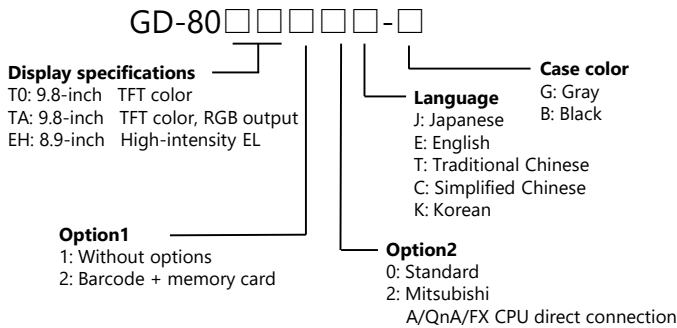 GD-80□□□□□-□
Display specifications
T0: 9.8-inch TFT color
TA: 9.8-inch TFT color, RGB output
EH: 8.9-inch High-intensity EL
Case color
G: Gray
B: Black
Language
J: Japanese
E: English
T: Traditional Chinese
C: Simplified Chinese
K: Korean
Option1
1: Without options
2: Barcode + memory card
Option2
0: Standard
2: Mitsubishi
A/QnA/FX CPU direct connection